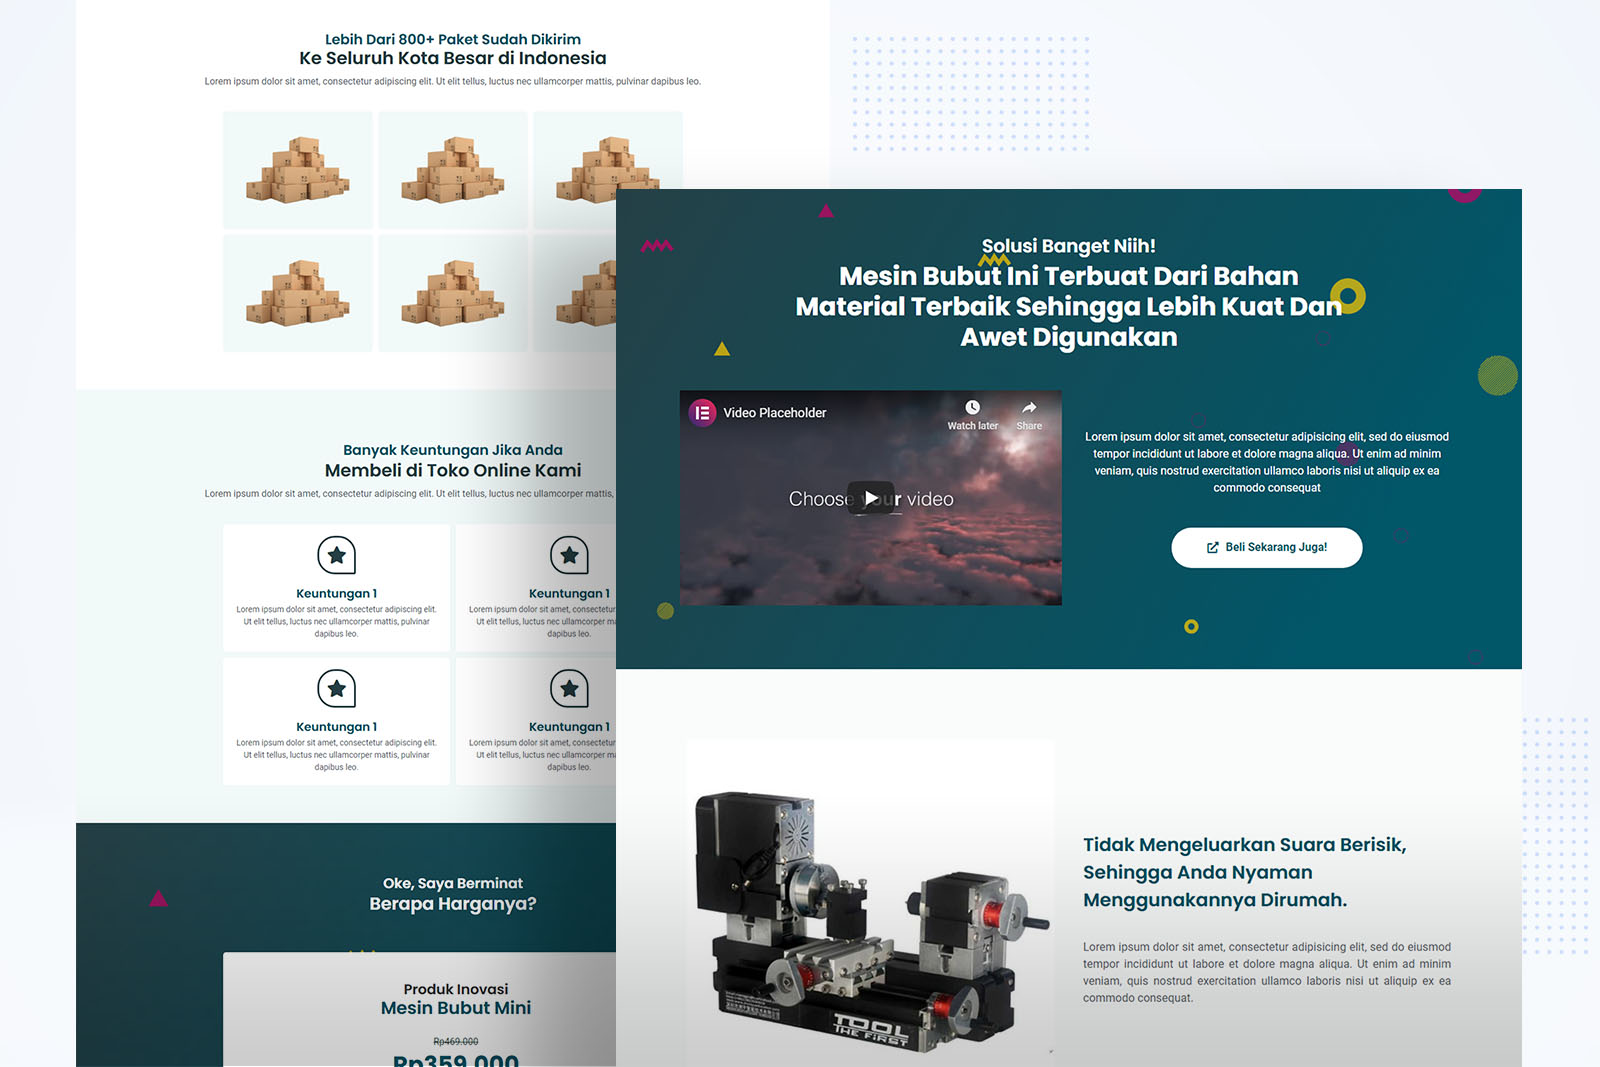 Lebih Dari 800+ Paket Sudah Dikirim
Ke Seluruh Kota Besar di Indonesia
Lorem ipsum dolor sit amet, consectetur adipiscing elit. Ut elit tellus, luctus nec ullamcorper mattis, pulvinar dapibus leo.
Banyak Keuntungan Jika Anda
Membeli di Toko Online Kami
Lorem ipsum dolor sit amet, consectetur adipiscing elit. Ut elit tellus, luctus nec ullamcorper mattis,
Keuntungan 1
Lorem ipsum dolor sit amet, consectetur adipiscing elit.
Ut elit tellus, luctus nec ullamcorper mattis, pulvinar
dapibus leo.
Keuntungan 1
Lorem ipsum dolor sit amet, consectetur
Ut elit tellus, luctus nec ullamcorper ma
dapibus leo.
Keuntungan 1
Lorem ipsum dolor sit amet, consectetur adipiscing elit.
Ut elit tellus, luctus nec ullamcorper mattis, pulvinar
dapibus leo.
Keuntungan 1
Lorem ipsum dolor sit amet, consectetur
Ut elit tellus, luctus nec ullamcorper ma
dapibus leo.
Oke, Saya Berminat
Berapa Harganya?
Produk Inovasi
Mesin Bubut Mini
Rp469.000
Rp359.000
Solusi Banget Niih!
Mesin Bubut Ini Terbuat Dari Bahan
Material Terbaik Sehingga Lebih Kuat Dan
Awet Digunakan
Video Placeholder
Watch later
Share
Choose your video
Lorem ipsum dolor sit amet, consectetur adipisicing elit, sed do eiusmod
tempor incididunt ut labore et dolore magna aliqua. Ut enim ad minim
veniam, quis nostrud exercitation ullamco laboris nisi ut aliquip ex ea
commodo consequat
Beli Sekarang Juga!
Tidak Mengeluarkan Suara Berisik,
Sehingga Anda Nyaman
Menggunakannya Dirumah.
Lorem ipsum dolor sit amet, consectetur adipisicing elit, sed do eiusmod
tempor incididunt ut labore et dolore magna aliqua. Ut enim ad minim
veniam, quis nostrud exercitation ullamco laboris nisi ut aliquip ex ea
commodo consequat.
TOOL
THE FIRST